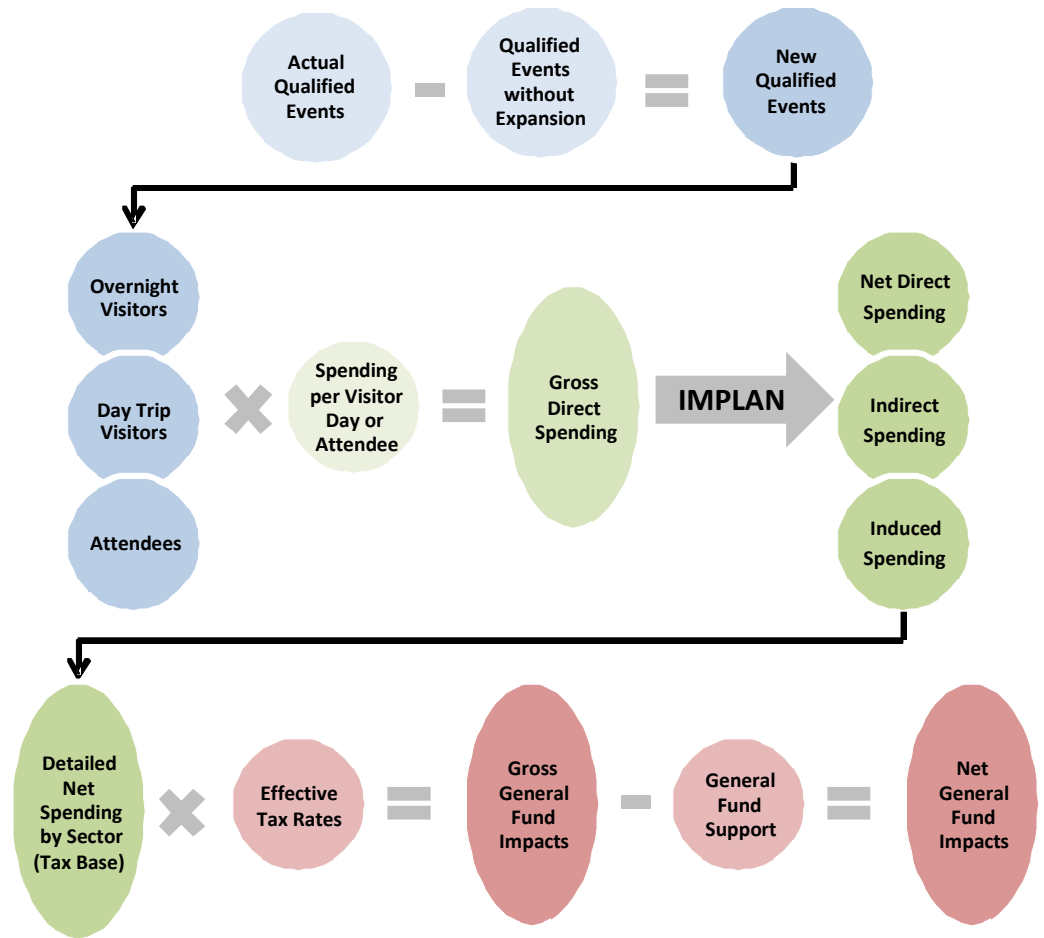 Actual
Qualified
Events
Qualified
Events
without
Expansion
New
Qualified
Events
Overnight
Visitors
Day Trip
Visitors
Attendees
Spending
per Visitor
Day or
Attendee
Gross
Direct
Spending
IMPLAN
Net Direct
Spending
Indirect
Spending
Induced
Spending
Detailed
Net
Spending
by Sector
(Tax Base)
Effective
Tax Rates
Gross
General
Fund
Impacts
General
Fund
Support
Net
General
Fund
Impacts